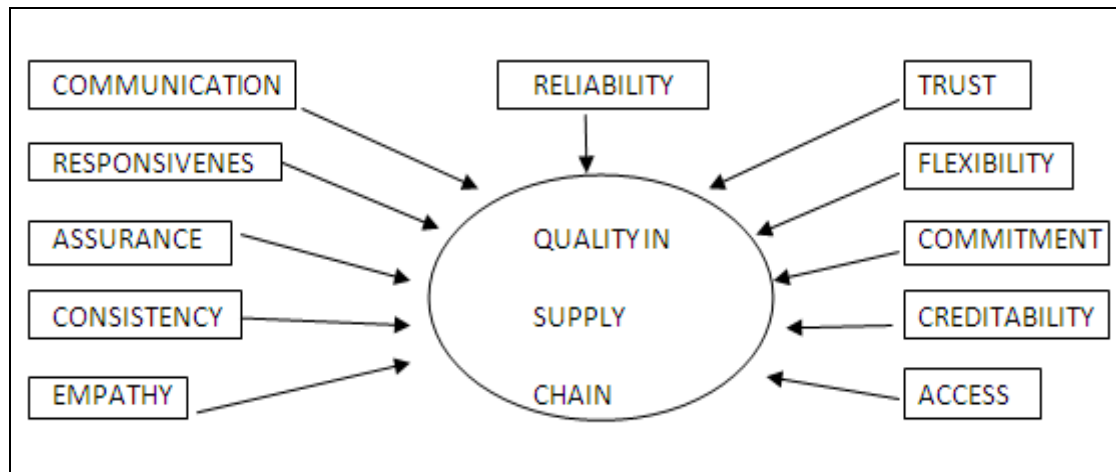 COMMUNICATION
RELIABILITY
TRUST
RESPONSIVENES
FLEXIBILITY
ASSURANCE
QUALITY IN
COMMITMENT
CONSISTENCY
SUPPLY
CREDITABILITY
EMPATHY
CHAIN
ACCESS